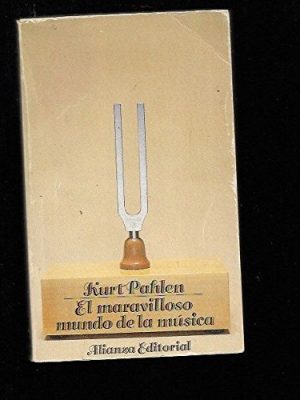 Kurt Pahlen
El maravilloso
mundo de la música
Alianza Editorial